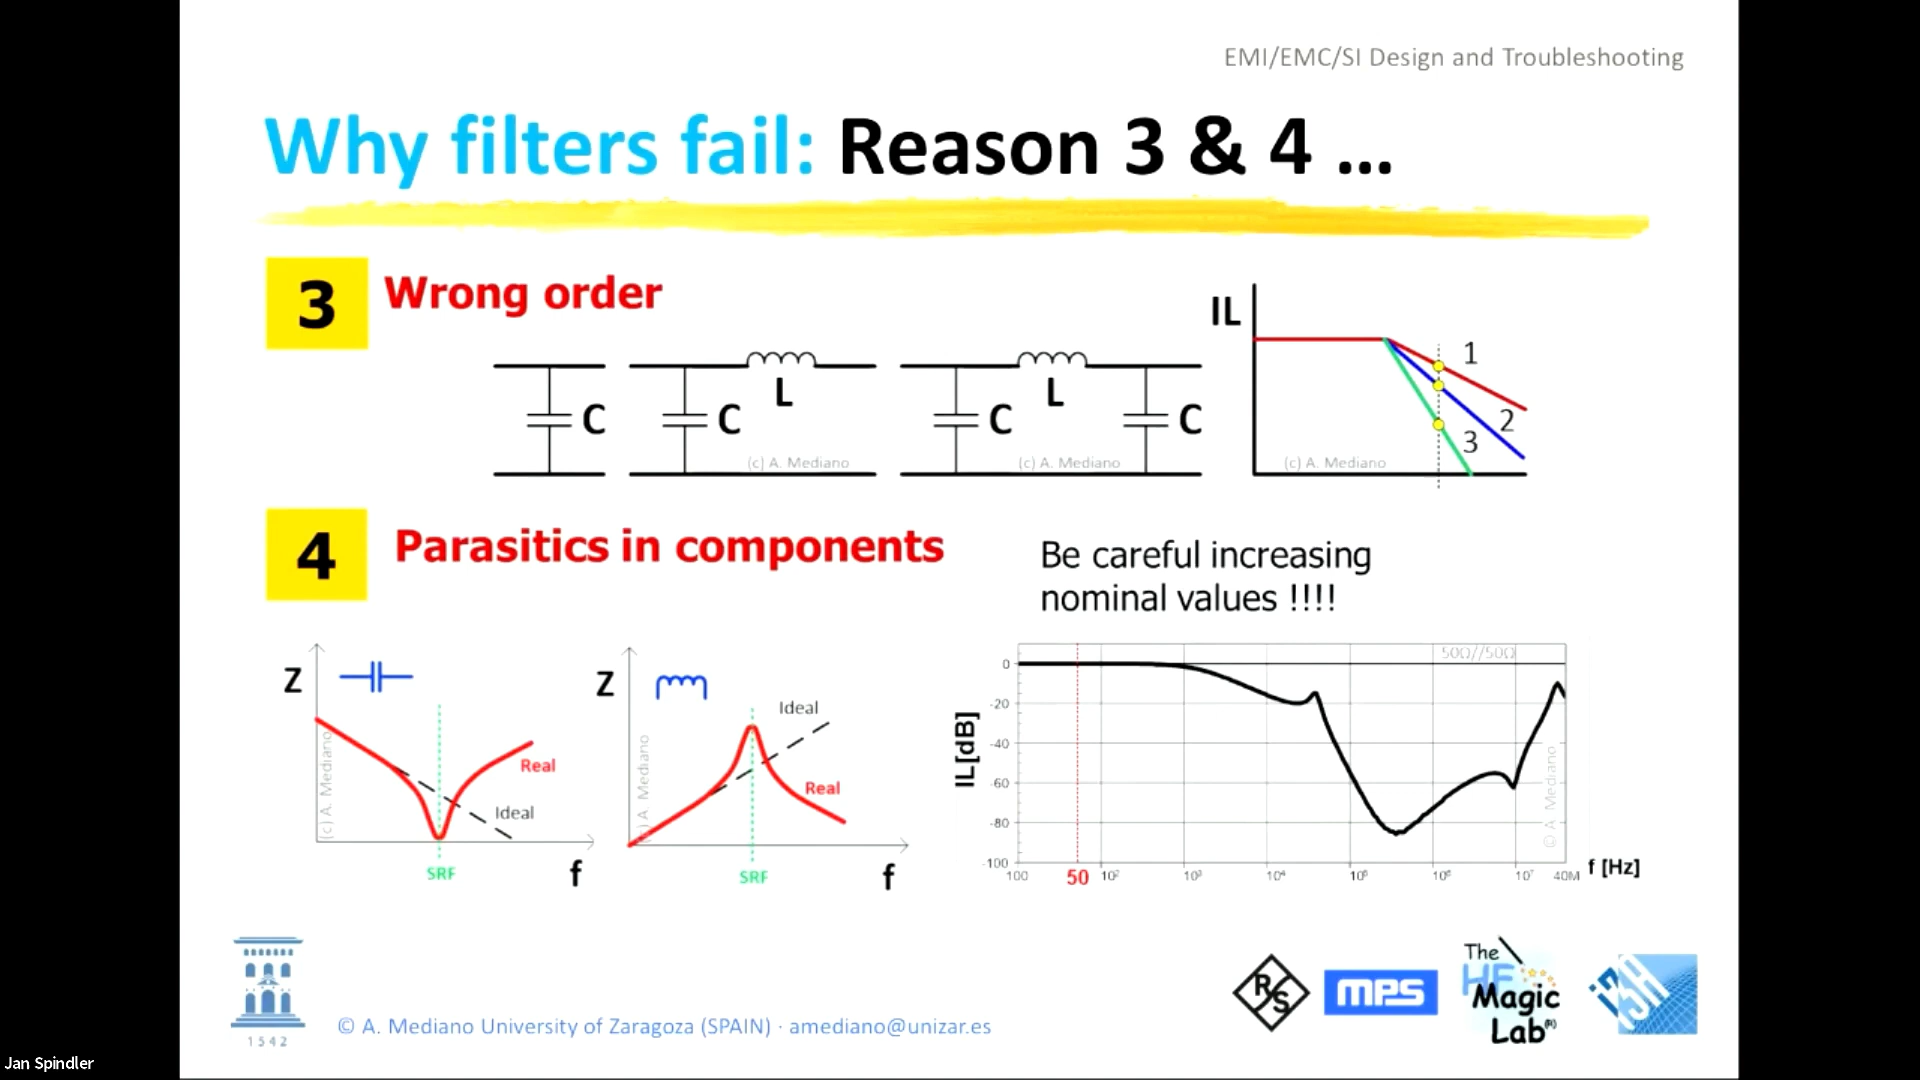 EMI/EMC/SI Design and Troubleshooting
Why filters fail: Reason 3 & 4 ...
3
Wrong order
C
C
L
C
L
C
IL
1
2
3
(c) A. Mediano
(c) A. Mediano
(c) A. Mediano
4
Parasitics in components
Be careful increasing
nominal values !!!!
Z
Real
Ideal
SRF
f
(c) A. Mediano
Z
Ideal
Real
SRF
f
(c) A. Mediano
IL[dB]
50Ω//50Ω
0
-20
-40
-60
-80
-100
100
50
10²
10³
10⁴
10⁵
10⁶
10⁷
40M
f [Hz]
© A. Mediano
1542
© A. Mediano University of Zaragoza (SPAIN) · amediano@unizar.es
R&S
MPS
The
HF
Magic
Lab(R)
Jan Spindler